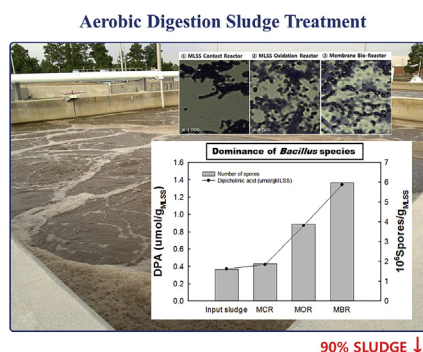 Aerobic Digestion Sludge Treatment
① MLSS Contact Reactor ② MLSS Oxidation Reactor ③ Membrane Bio-Reactor
X 1,000
Dominance of Bacillus species
Number of spores
Dipicholinic acid (umol/gMLSS)
DPA (umol/gMLSS)
1.6
1.4
1.2
1.0
0.8
0.6
0.4
0.2
0.0
7
6
5
4
3
2
1
0
10⁶Spores/gMLSS
Input sludge MCR MOR MBR
90% SLUDGE ↓